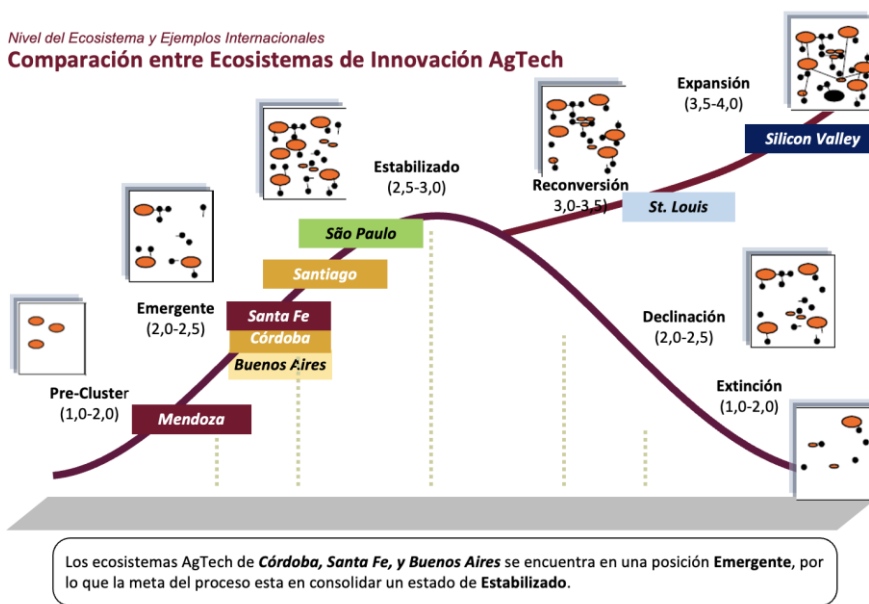 Nivel del Ecosistema y Ejemplos Internacionales
Comparación entre Ecosistemas de Innovación AgTech
Expansión
(3,5-4,0)
Silicon Valley
Estabilizado
(2,5-3,0)
Reconversión
3,0-3,5)
St. Louis
São Paulo
Santiago
Emergente
(2,0-2,5)
Santa Fe
Córdoba
Buenos Aires
Declinación
(2,0-2,5)
Pre-Cluster
(1,0-2,0)
Mendoza
Extinción
(1,0-2,0)
Los ecosistemas AgTech de Córdoba, Santa Fe, y Buenos Aires se encuentra en una posición Emergente, por
lo que la meta del proceso esta en consolidar un estado de Estabilizado.